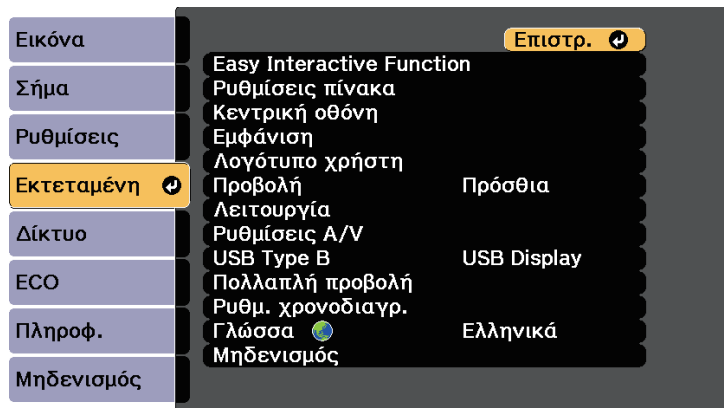 Εικόνα
Σήμα
Ρυθμίσεις
Εκτεταμένη
Δίκτυο
ECO
Πληροφ.
Μηδενισμός
Επιστρ.
Easy Interactive Function
Ρυθμίσεις πίνακα
Κεντρική οθόνη
Εμφάνιση
Λογότυπο χρήστη
Προβολή Πρόσθια
Λειτουργία
Ρυθμίσεις A/V
USB Type B USB Display
Πολλαπλή προβολή
Ρυθμ. χρονοδιαγρ.
Γλώσσα Ελληνικά
Μηδενισμός